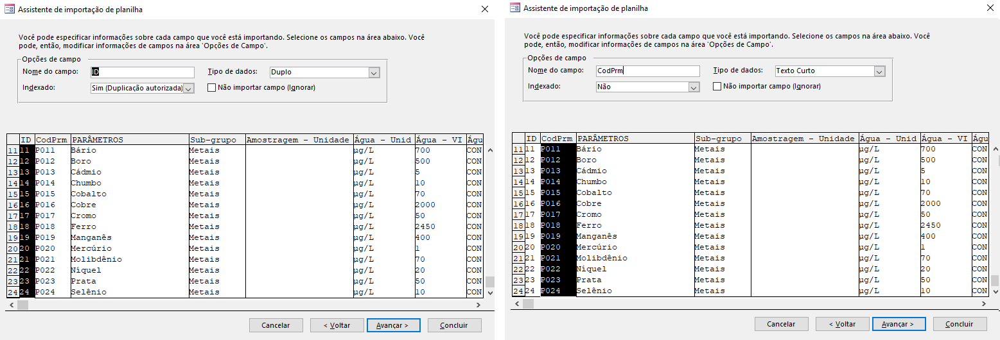 Assistente de importação de planilha
Você pode especificar informações sobre cada campo que você está importando. Selecione os campos na área abaixo. Você
pode, então, modificar informações de campos na área 'Opções de Campo'.
Opções de campo
Nome do campo: ID Tipo de dados: Duplo
Indexado: Sim (Duplicação autorizada) Não importar campo (Ignorar)
ID CodPrm PARÂMETROS Sub-grupo Amostragem - Unidade Água - Unid Água - VI Águ
11 11 P011 Bário Metais µg/L 700 CON
12 12 P012 Boro Metais µg/L 500 CON
13 13 P013 Cádmio Metais µg/L 5 CON
14 14 P014 Chumbo Metais µg/L 10 CON
15 15 P015 Cobalto Metais µg/L 70 CON
16 16 P016 Cobre Metais µg/L 2000 CON
17 17 P017 Cromo Metais µg/L 50 CON
18 18 P018 Ferro Metais µg/L 2450 CON
19 19 P019 Manganês Metais µg/L 400 CON
20 20 P020 Mercúrio Metais µg/L 1 CON
21 21 P021 Molibdênio Metais µg/L 70 CON
22 22 P022 Níquel Metais µg/L 20 CON
23 23 P023 Prata Metais µg/L 50 CON
24 24 P024 Selênio Metais µg/L 10 CON
Cancelar < Voltar Avançar > Concluir
Assistente de importação de planilha
Você pode especificar informações sobre cada campo que você está importando. Selecione os campos na área abaixo. Você
pode, então, modificar informações de campos na área 'Opções de Campo'.
Opções de campo
Nome do campo: CodPrm Tipo de dados: Texto Curto
Indexado: Não Não importar campo (Ignorar)
ID CodPrm PARÂMETROS Sub-grupo Amostragem - Unidade Água - Unid Água - VI Águ
11 11 P011 Bário Metais µg/L 700 CON
12 12 P012 Boro Metais µg/L 500 CON
13 13 P013 Cádmio Metais µg/L 5 CON
14 14 P014 Chumbo Metais µg/L 10 CON
15 15 P015 Cobalto Metais µg/L 70 CON
16 16 P016 Cobre Metais µg/L 2000 CON
17 17 P017 Cromo Metais µg/L 50 CON
18 18 P018 Ferro Metais µg/L 2450 CON
19 19 P019 Manganês Metais µg/L 400 CON
20 20 P020 Mercúrio Metais µg/L 1 CON
21 21 P021 Molibdênio Metais µg/L 70 CON
22 22 P022 Níquel Metais µg/L 20 CON
23 23 P023 Prata Metais µg/L 50 CON
24 24 P024 Selênio Metais µg/L 10 CON
Cancelar < Voltar Avançar > Concluir